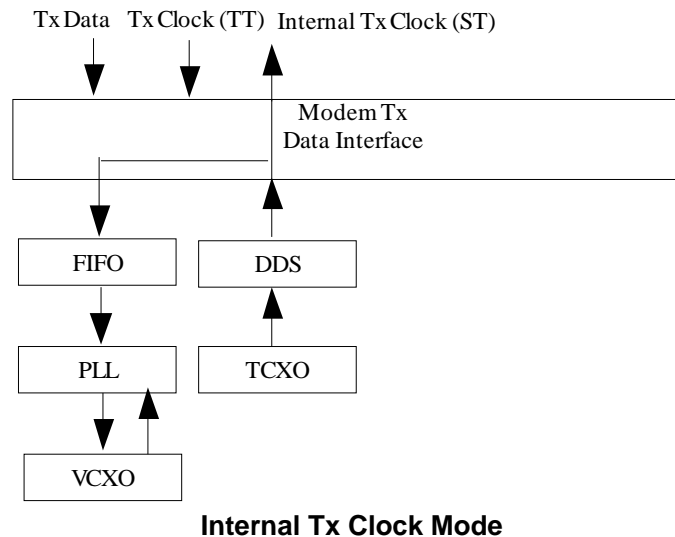 Tx Data Tx Clock (TT) Internal Tx Clock (ST)
Modem Tx
Data Interface
FIFO DDS
PLL TCXO
VCXO
Internal Tx Clock Mode